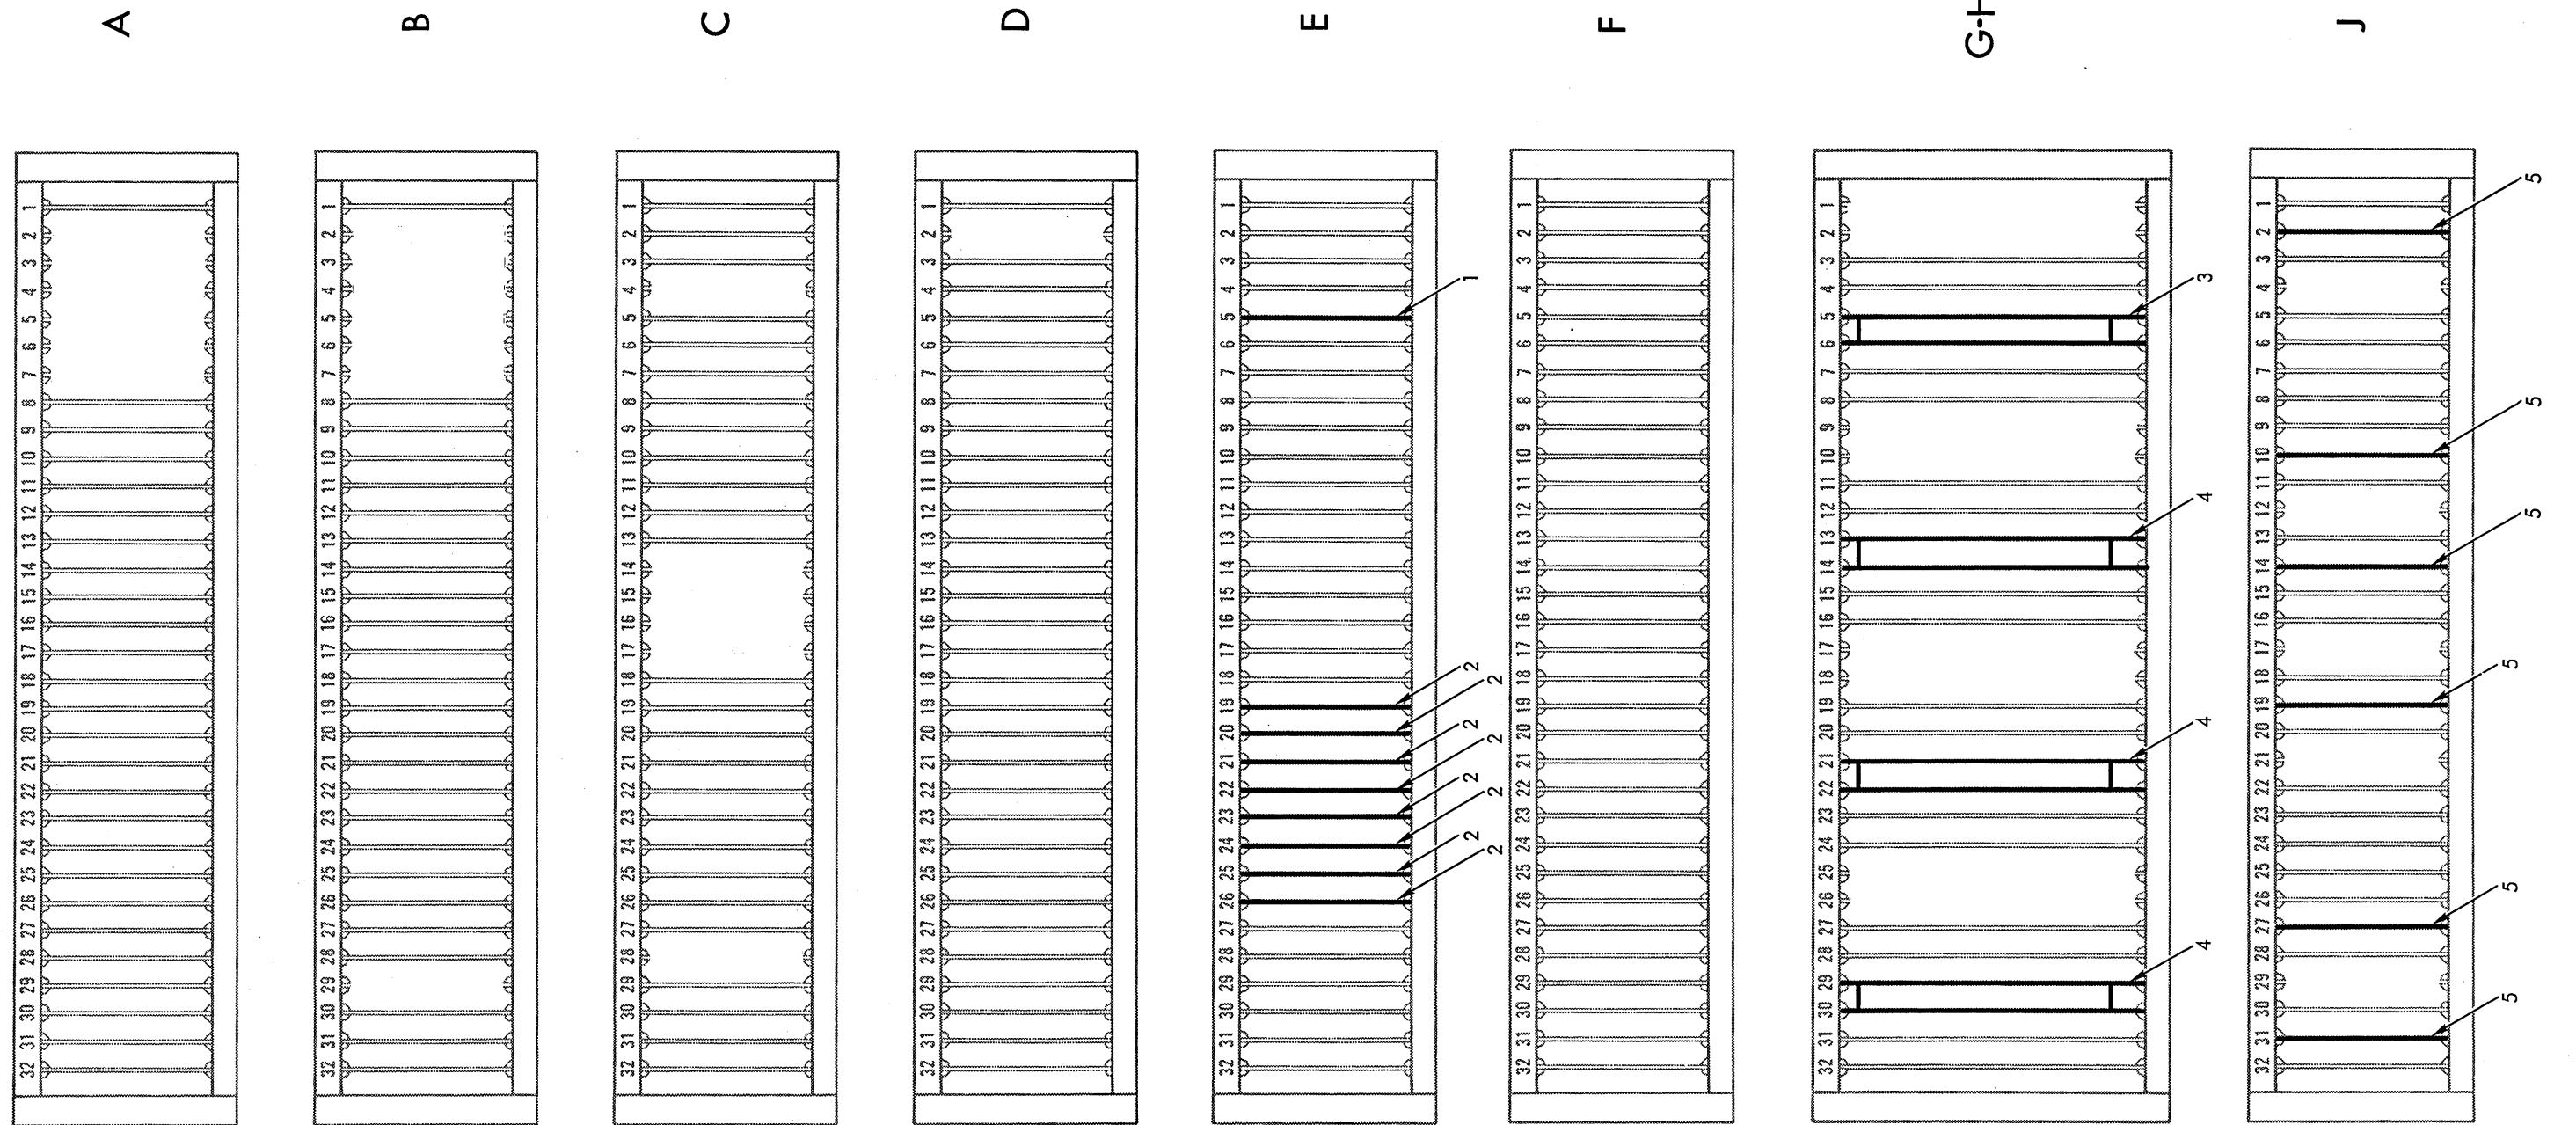 32 31 30 29 28 27 26 25 24 23 22 21 20 19 18 17 16 15 14 13 12 11 10 9 8 7 6 5 4 3 2 1 A
32 31 30 29 28 27 26 25 24 23 22 21 20 19 18 17 16 15 14 13 12 11 10 9 8 7 6 5 4 3 2 1 B
32 31 30 29 28 27 26 25 24 23 22 21 20 19 18 17 16 15 14 13 12 11 10 9 8 7 6 5 4 3 2 1 C
32 31 30 29 28 27 26 25 24 23 22 21 20 19 18 17 16 15 14 13 12 11 10 9 8 7 6 5 4 3 2 1 D
32 31 30 29 28 27 26 25 24 23 22 21 20 19 18 17 16 15 14 13 12 11 10 9 8 7 6 5 4 3 2 1 E
2 2 2 2 1
2 2 2 2
32 31 30 29 28 27 26 25 24 23 22 21 20 19 18 17 16 15 14 13 12 11 10 9 8 7 6 5 4 3 2 1 F
32 31 30 29 28 27 26 25 24 23 22 21 20 19 18 17 16 15 14 13 12 11 10 9 8 7 6 5 4 3 2 1 G-H
4 4 4 3
32 31 30 29 28 27 26 25 24 23 22 21 20 19 18 17 16 15 14 13 12 11 10 9 8 7 6 5 4 3 2 1 J
5 5 5 5 5 5